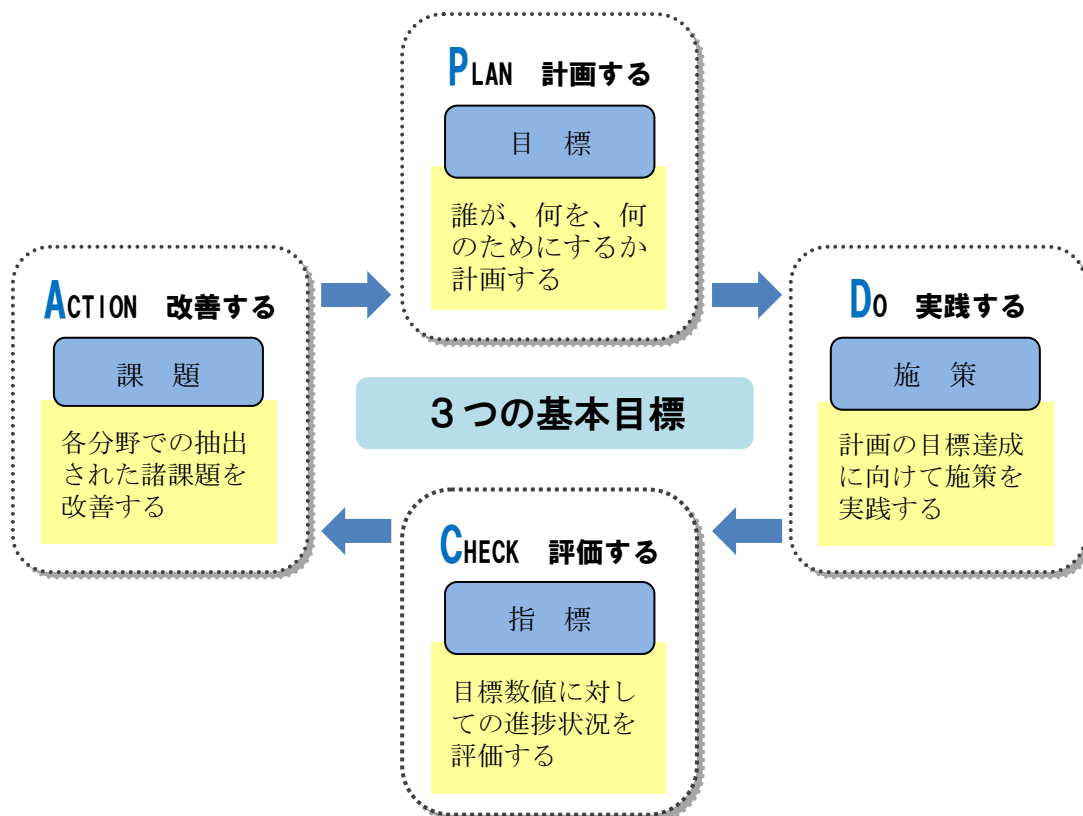 PLAN 計画する
目 標
誰が、何を、何
のためにするか
計画する
ACTION 改善する
課 題
各分野での抽出
された諸課題を
改善する
3つの基本目標
DO 実践する
施 策
計画の目標達成
に向けて施策を
実践する
CHECK 評価する
指 標
目標数値に対し
ての進捗状況を
評価する